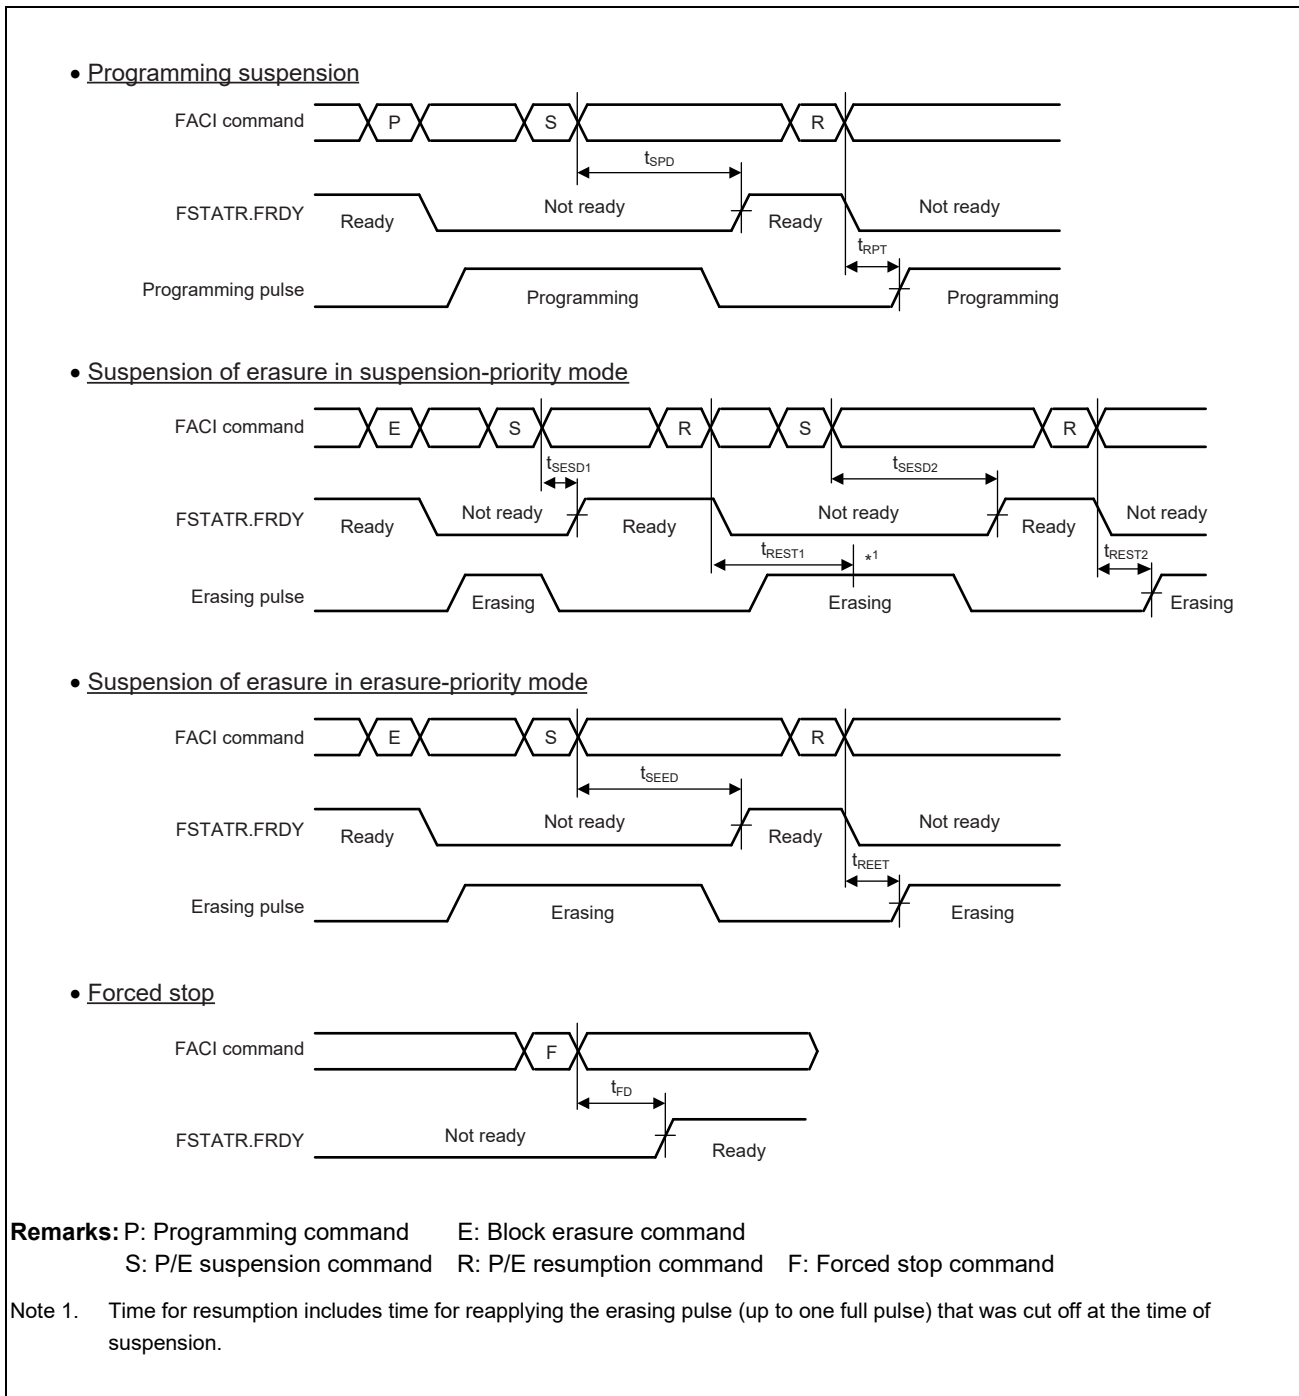 • Programming suspension
FACI command P S R
tSPD
FSTATR.FRDY Ready Not ready Ready Not ready
tRPT
Programming pulse Programming Programming
• Suspension of erasure in suspension-priority mode
FACI command E S R S R
tSESD1 tSESD2
FSTATR.FRDY Ready Not ready Ready Not ready Ready Not ready
tREST1 *1 tREST2
Erasing pulse Erasing Erasing Erasing
• Suspension of erasure in erasure-priority mode
FACI command E S R
tSEED
FSTATR.FRDY Ready Not ready Ready Not ready
tREET
Erasing pulse Erasing Erasing
• Forced stop
FACI command F
tFD
FSTATR.FRDY Not ready Ready
Remarks: P: Programming command E: Block erasure command
S: P/E suspension command R: P/E resumption command F: Forced stop command
Note 1. Time for resumption includes time for reapplying the erasing pulse (up to one full pulse) that was cut off at the time of
suspension.